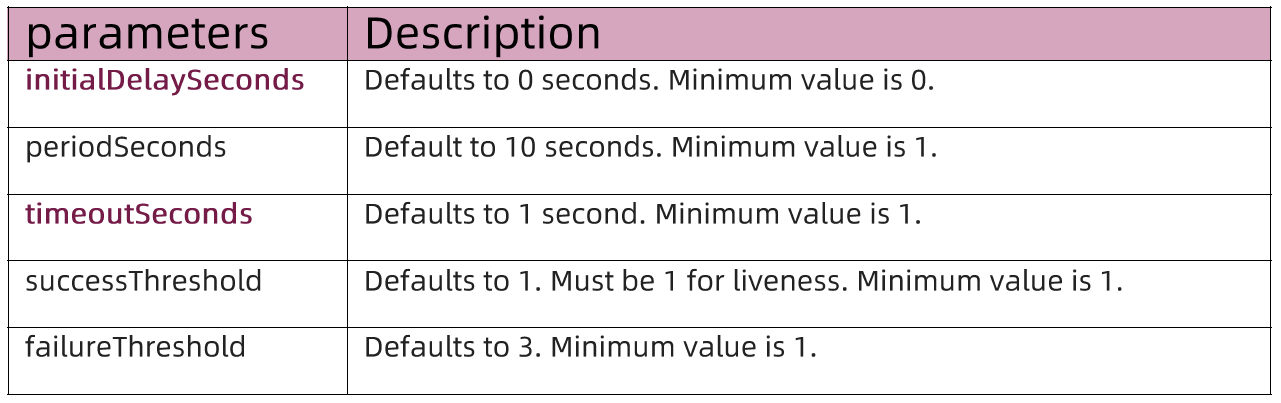 parameters Description
initialDelaySeconds Defaults to 0 seconds. Minimum value is 0.
periodSeconds Default to 10 seconds. Minimum value is 1.
timeoutSeconds Defaults to 1 second. Minimum value is 1.
successThreshold Defaults to 1. Must be 1 for liveness. Minimum value is 1.
failureThreshold Defaults to 3. Minimum value is 1.